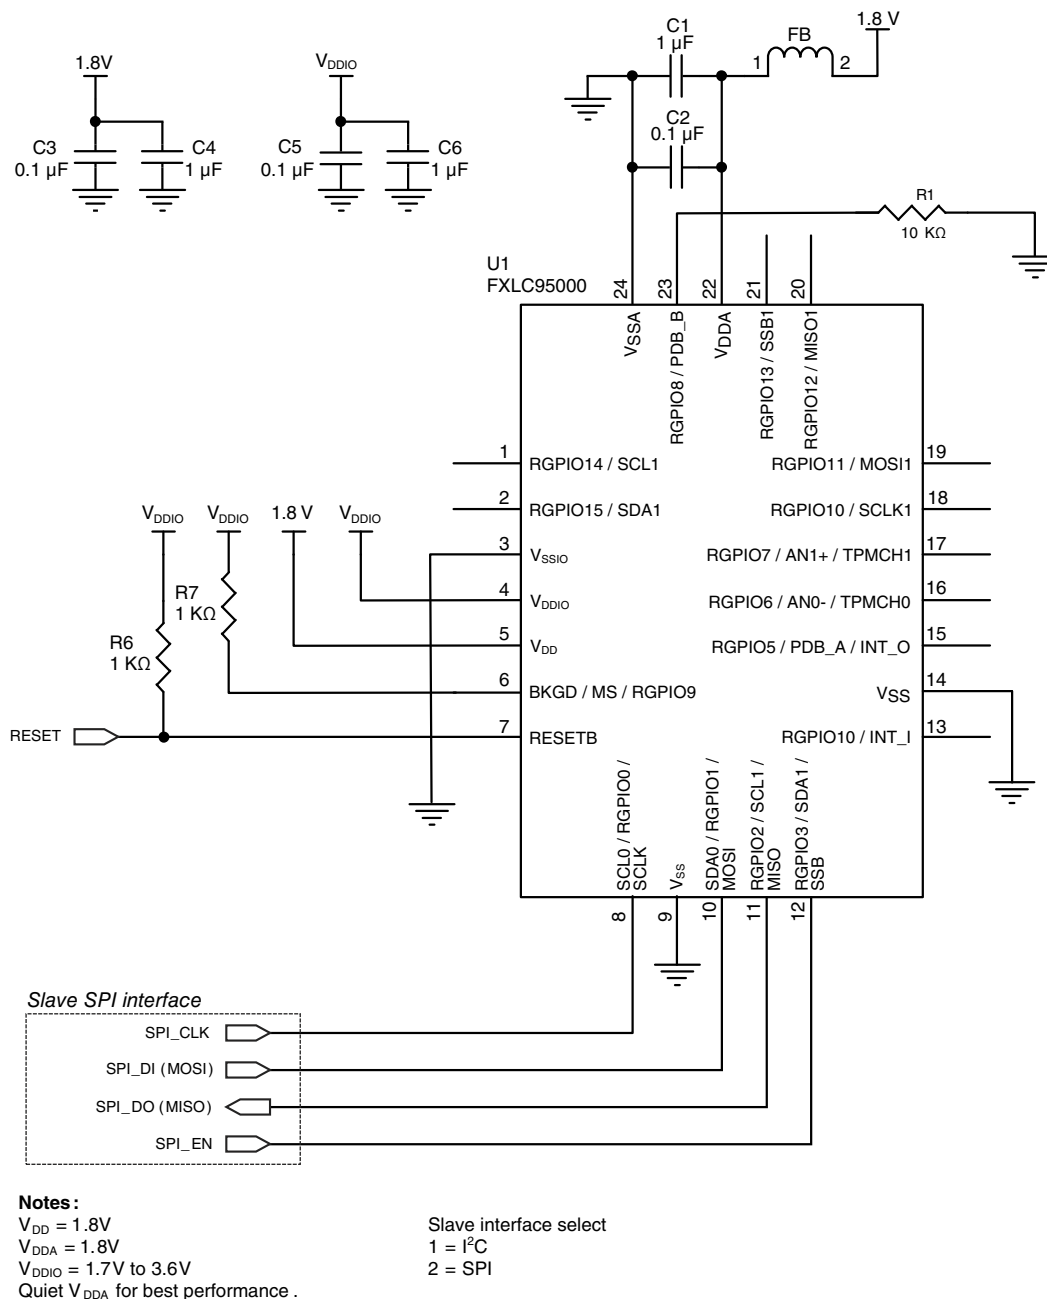 C1
1 µF
FB
1.8 V
1
2
1.8V
V_DDIO
C2
0.1 µF
C3
0.1 µF
C4
1 µF
C5
0.1 µF
C6
1 µF
R1
10 KΩ
U1
FXLC95000
24
23
22
21
20
VSSA
RGPIO8 / PDB_B
VDDA
RGPIO13 / SSB1
RGPIO12 / MISO1
1
RGPIO14 / SCL1
RGPIO11 / MOSI1
19
2
RGPIO15 / SDA1
RGPIO10 / SCLK1
18
V_DDIO
V_DDIO
1.8 V
V_DDIO
3
V_SSIO
RGPIO7 / AN1+ / TPMCH1
17
R7
1 KΩ
4
V_DDIO
RGPIO6 / AN0- / TPMCH0
16
R6
1 KΩ
5
V_DD
RGPIO5 / PDB_A / INT_O
15
6
BKGD / MS / RGPIO9
VSS
14
RESET
7
RESETB
RGPIO10 / INT_I
13
SCL0 / RGPIO0 /
SCLK
V_SS
SDA0 / RGPIO1 /
MOSI
RGPIO2 / SCL1 /
MISO
RGPIO3 / SDA1 /
SSB
8
9
10
11
12
Slave SPI interface
SPI_CLK
SPI_DI (MOSI)
SPI_DO (MISO)
SPI_EN
Notes:
V_DD = 1.8V
V_DDA = 1.8V
V_DDIO = 1.7V to 3.6V
Quiet V_DDA for best performance .
Slave interface select
1 = I²C
2 = SPI